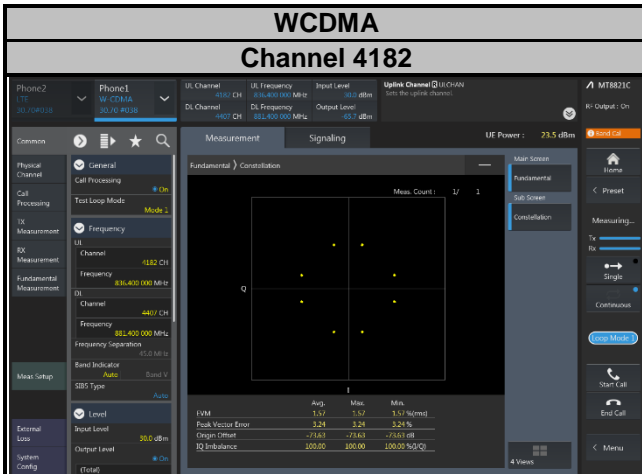 WCDMA
Channel 4182
Phone2
LTE
30.70#038
Phone1
W-CDMA
30.70 #038
UL Channel
4182 CH
UL Frequency
836.400 000 MHz
Input Level
30.0 dBm
DL Channel
4407 CH
DL Frequency
881.400 000 MHz
Output Level
-65.7 dBm
Uplink Channel ULCHAN
Sets the uplink channel.
MT8821C
RF Output : On
Common
Measurement
Signaling
UE Power : 23.5 dBm
Band Cal
Physical
Channel
Call
Processing
TX
Measurement
RX
Measurement
Fundamental
Measurement
Meas Setup
External
Loss
System
Config
General
Call Processing
On
Test Loop Mode
Mode 1
Frequency
UL
Channel
4182 CH
Frequency
836.400 000 MHz
DL
Channel
4407 CH
Frequency
881.400 000 MHz
Frequency Separation
45.0 MHz
Band Indicator
Auto Band V
SIB5 Type
Auto
Level
Input Level
30.0 dBm
Output Level
On
(Total)
Fundamental 〉 Constellation
Meas. Count : 1/ 1
Q
I
Avg. Max. Min.
EVM 1.57 1.57 1.57 %(rms)
Peak Vector Error 3.24 3.24 3.24 %
Origin Offset -73.63 -73.63 -73.63 dB
IQ Imbalance 100.00 100.00 100.00 %(I/Q)
Main Screen
Fundamental
Sub Screen
Constellation
4 Views
Home
Preset
Measuring...
Tx
Rx
Single
Continuous
Loop Mode 1
Start Call
End Call
Menu